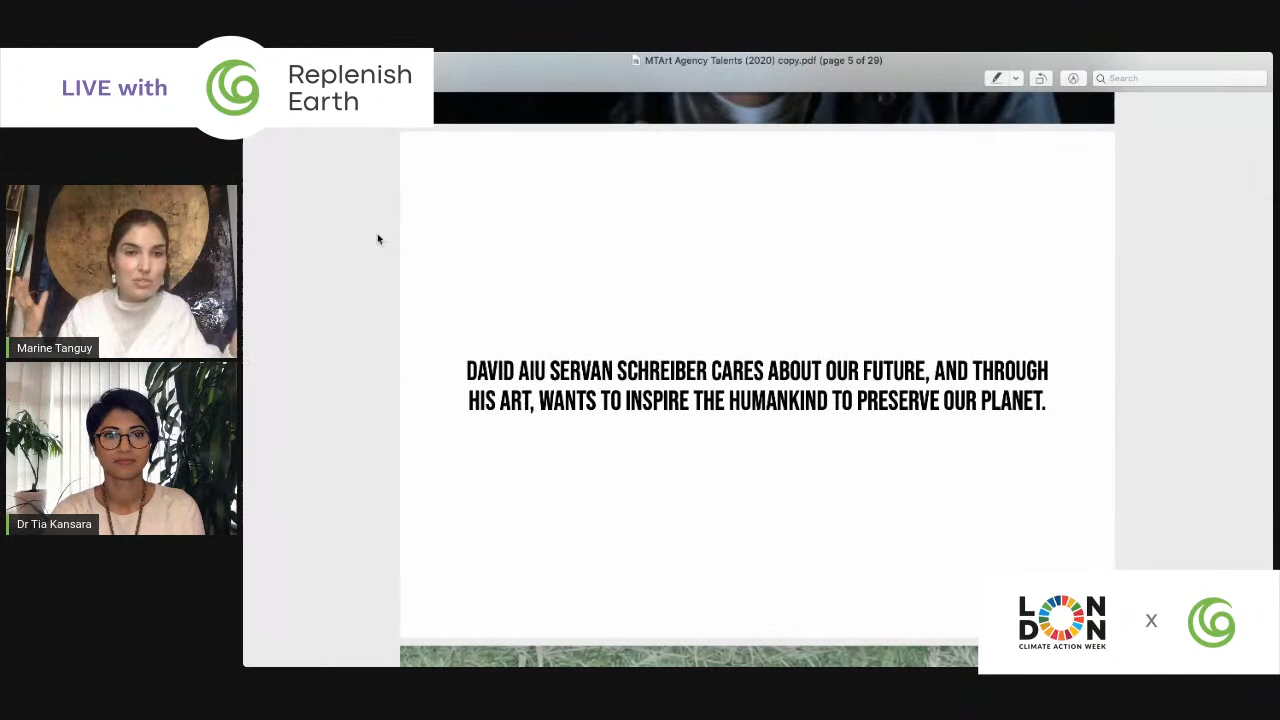 LIVE with
Replenish
Earth
MTArt Agency Talents (2020) copy.pdf (page 5 of 29)
Search
Marine Tanguy
Dr Tia Kansara
DAVID AIU SERVAN SCHREIBER CARES ABOUT OUR FUTURE, AND THROUGH
HIS ART, WANTS TO INSPIRE THE HUMANKIND TO PRESERVE OUR PLANET.
LONDON
CLIMATE ACTION WEEK
X